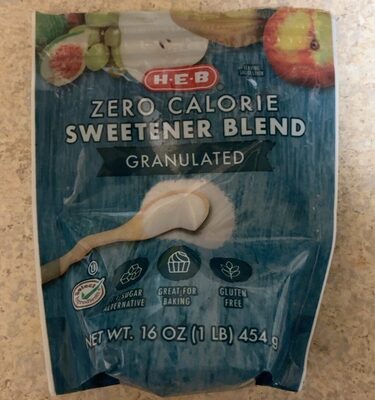 H-E-B
ZERO CALORIE
SWEETENER BLEND
GRANULATED
SUGAR
ALTERNATIVE
GREAT FOR
BAKING
GLUTEN
FREE
NET WT. 16 OZ (1 LB) 454 g